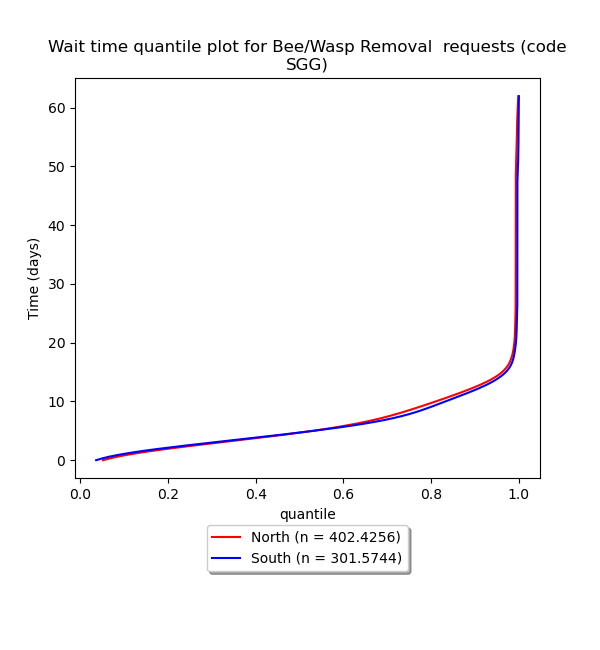 Wait time quantile plot for Bee/Wasp Removal  requests (code
SGG)
60
50
40
30
20
10
0
Time (days)
0.0 0.2 0.4 0.6 0.8 1.0
quantile
North (n = 402.4256)
South (n = 301.5744)